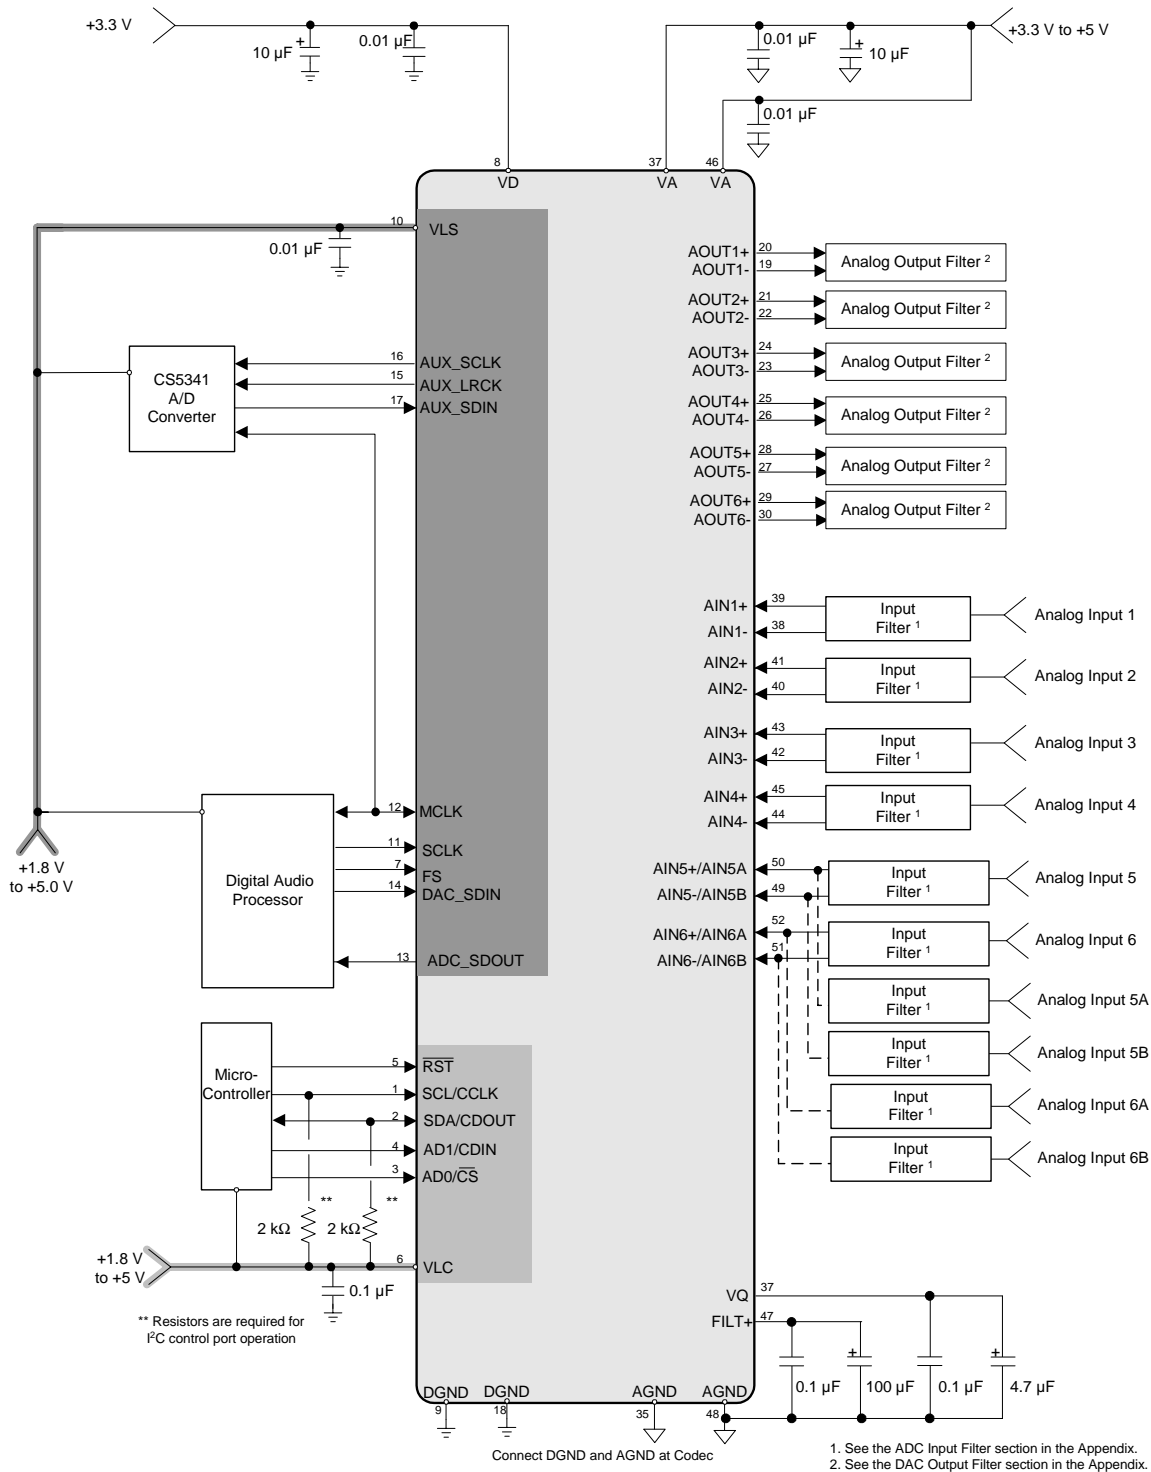 +3.3 V
10 µF
+
0.01 µF
0.01 µF
+
10 µF
+3.3 V to +5 V
0.01 µF
8
VD
37
VA
46
VA
10
VLS
0.01 µF
CS5341
A/D
Converter
16
AUX_SCLK
15
AUX_LRCK
17
AUX_SDIN
AOUT1+
20
AOUT1-
19
Analog Output Filter 2
AOUT2+
21
AOUT2-
22
Analog Output Filter 2
AOUT3+
24
AOUT3-
23
Analog Output Filter 2
AOUT4+
25
AOUT4-
26
Analog Output Filter 2
AOUT5+
28
AOUT5-
27
Analog Output Filter 2
AOUT6+
29
AOUT6-
30
Analog Output Filter 2
AIN1+
39
AIN1-
38
Input
Filter 1
Analog Input 1
AIN2+
41
AIN2-
40
Input
Filter 1
Analog Input 2
AIN3+
43
AIN3-
42
Input
Filter 1
Analog Input 3
AIN4+
45
AIN4-
44
Input
Filter 1
Analog Input 4
AIN5+/AIN5A
50
AIN5-/AIN5B
49
Input
Filter 1
Analog Input 5
AIN6+/AIN6A
52
AIN6-/AIN6B
51
Input
Filter 1
Analog Input 6
Input
Filter 1
Analog Input 5A
Input
Filter 1
Analog Input 5B
Input
Filter 1
Analog Input 6A
Input
Filter 1
Analog Input 6B
+1.8 V
to +5.0 V
Digital Audio
Processor
12
MCLK
11
SCLK
7
FS
14
DAC_SDIN
13
ADC_SDOUT
Micro-
Controller
5
RST
1
SCL/CCLK
2
SDA/CDOUT
4
AD1/CDIN
3
AD0/CS
**
2 kΩ
**
2 kΩ
+1.8 V
to +5 V
6
VLC
0.1 µF
** Resistors are required for
I2C control port operation
VQ
37
FILT+
47
0.1 µF
+
100 µF
0.1 µF
+
4.7 µF
DGND
9
DGND
18
AGND
35
AGND
48
Connect DGND and AGND at Codec
1. See the ADC Input Filter section in the Appendix.
2. See the DAC Output Filter section in the Appendix.